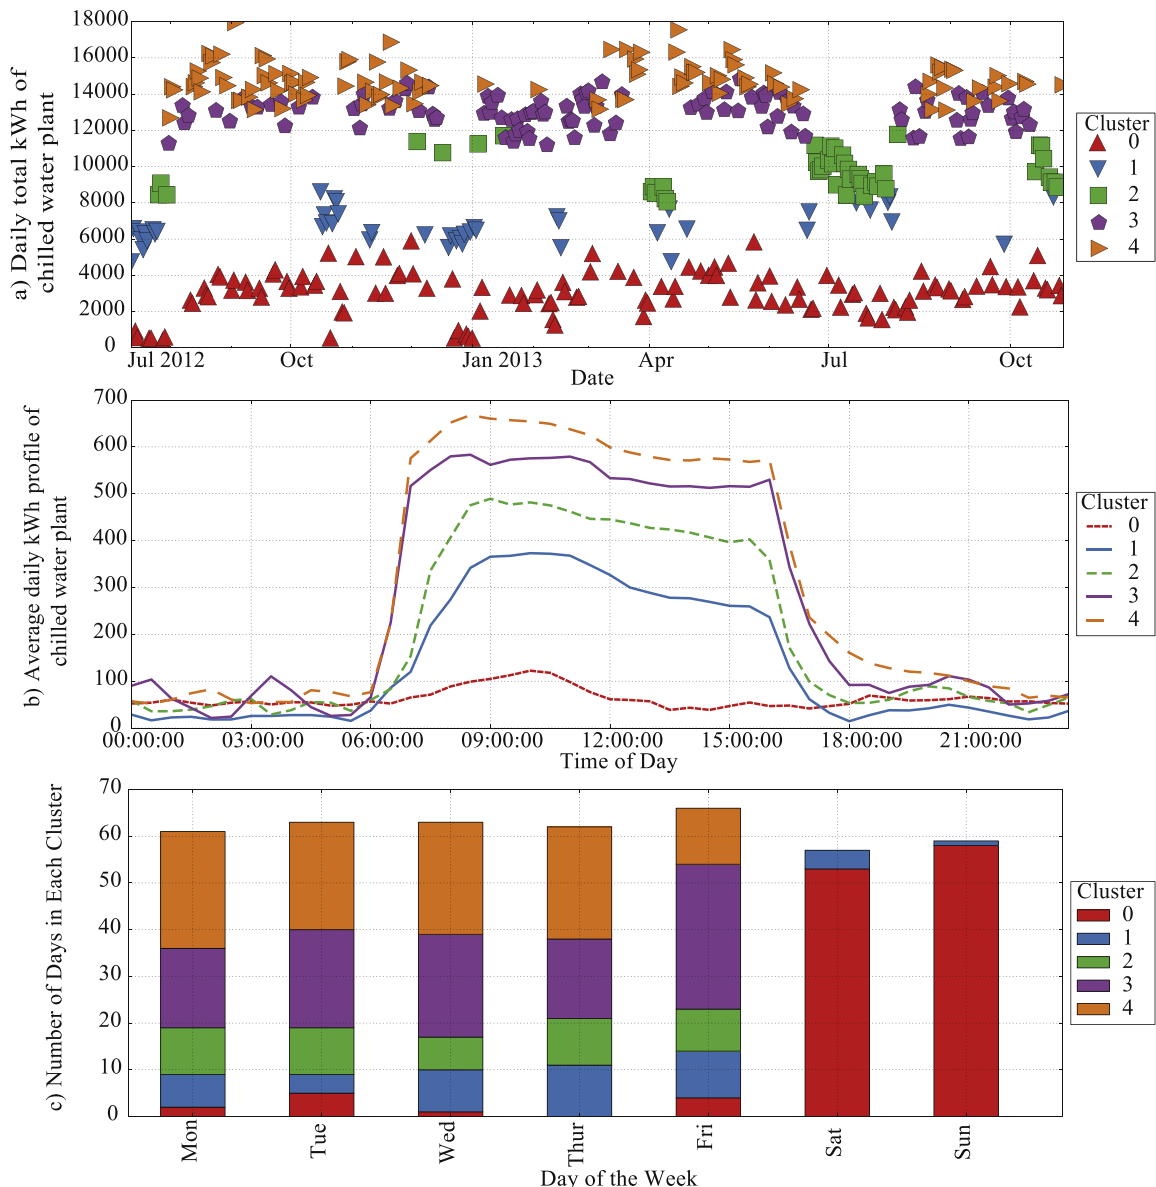 a) Daily total kWh of
chilled water plant
18000
16000
14000
12000
10000
8000
6000
4000
2000
0
Jul 2012
Oct
Jan 2013
Apr
Jul
Oct
Date
Cluster
0
1
2
3
4
b) Average daily kWh profile of
chilled water plant
700
600
500
400
300
200
100
0
00:00:00
03:00:00
06:00:00
09:00:00
12:00:00
15:00:00
18:00:00
21:00:00
Time of Day
Cluster
0
1
2
3
4
c) Number of Days in Each Cluster
70
60
50
40
30
20
10
0
Mon
Tue
Wed
Thur
Fri
Sat
Sun
Day of the Week
Cluster
0
1
2
3
4